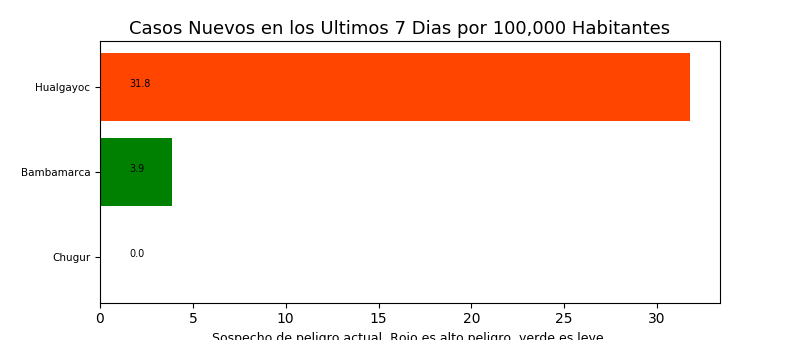 Casos Nuevos en los Ultimos 7 Dias por 100,000 Habitantes
Hualgayoc 31.8
Bambamarca 3.9
Chugur 0.0
0 5 10 15 20 25 30
Sospecho de peligro actual. Rojo es alto peligro, verde es leve